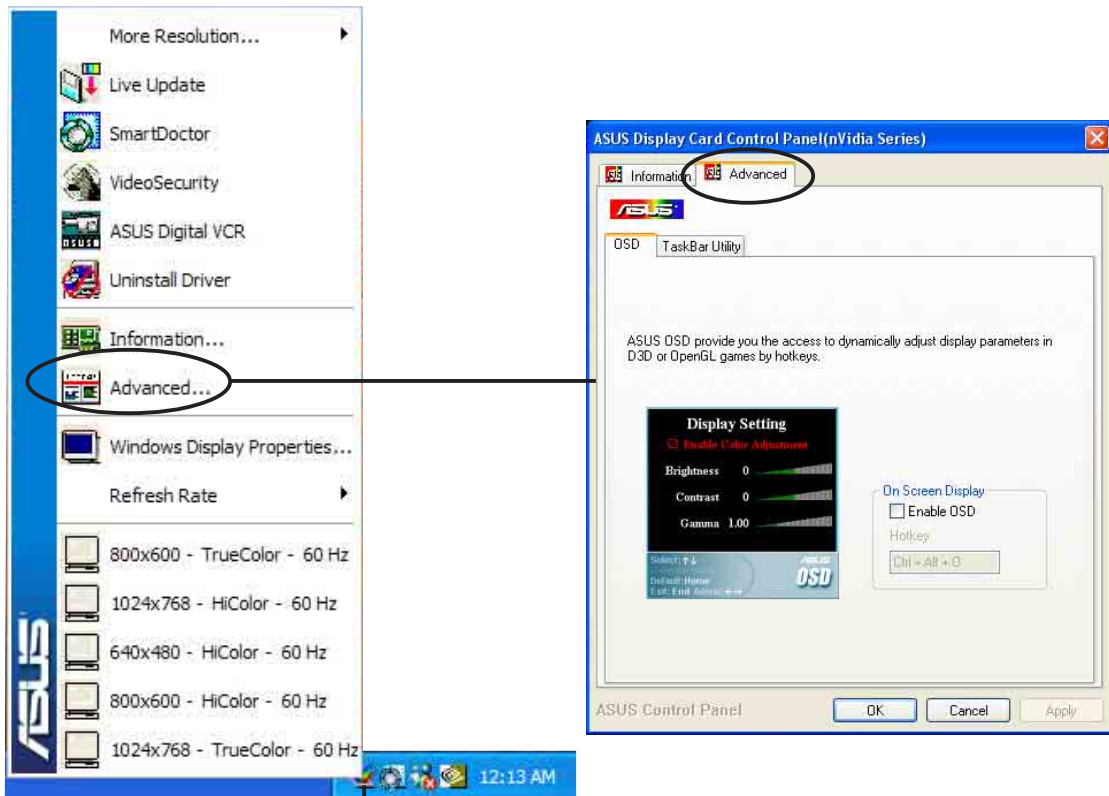 More Resolution...
Live Update
SmartDoctor
VideoSecurity
ASUS Digital VCR
Uninstall Driver
Information...
Advanced...
Windows Display Properties...
Refresh Rate
800x600 - TrueColor - 60 Hz
1024x768 - HiColor - 60 Hz
640x480 - HiColor - 60 Hz
800x600 - HiColor - 60 Hz
1024x768 - TrueColor - 60 Hz
ASUS
12:13 AM
ASUS Display Card Control Panel(nVidia Series)
Information
Advanced
ASUS
OSD
TaskBar Utility
ASUS OSD provide you the access to dynamically adjust display parameters in
D3D or OpenGL games by hotkeys.
Display Setting
Enable Color Adjustment
Brightness 0
Contrast 0
Gamma 1.00
Select:↑↓
Default:Home
Exit: End
ASUS
OSD
On Screen Display
Enable OSD
Hotkey
Ctrl + Alt + O
ASUS Control Panel
OK
Cancel
Apply